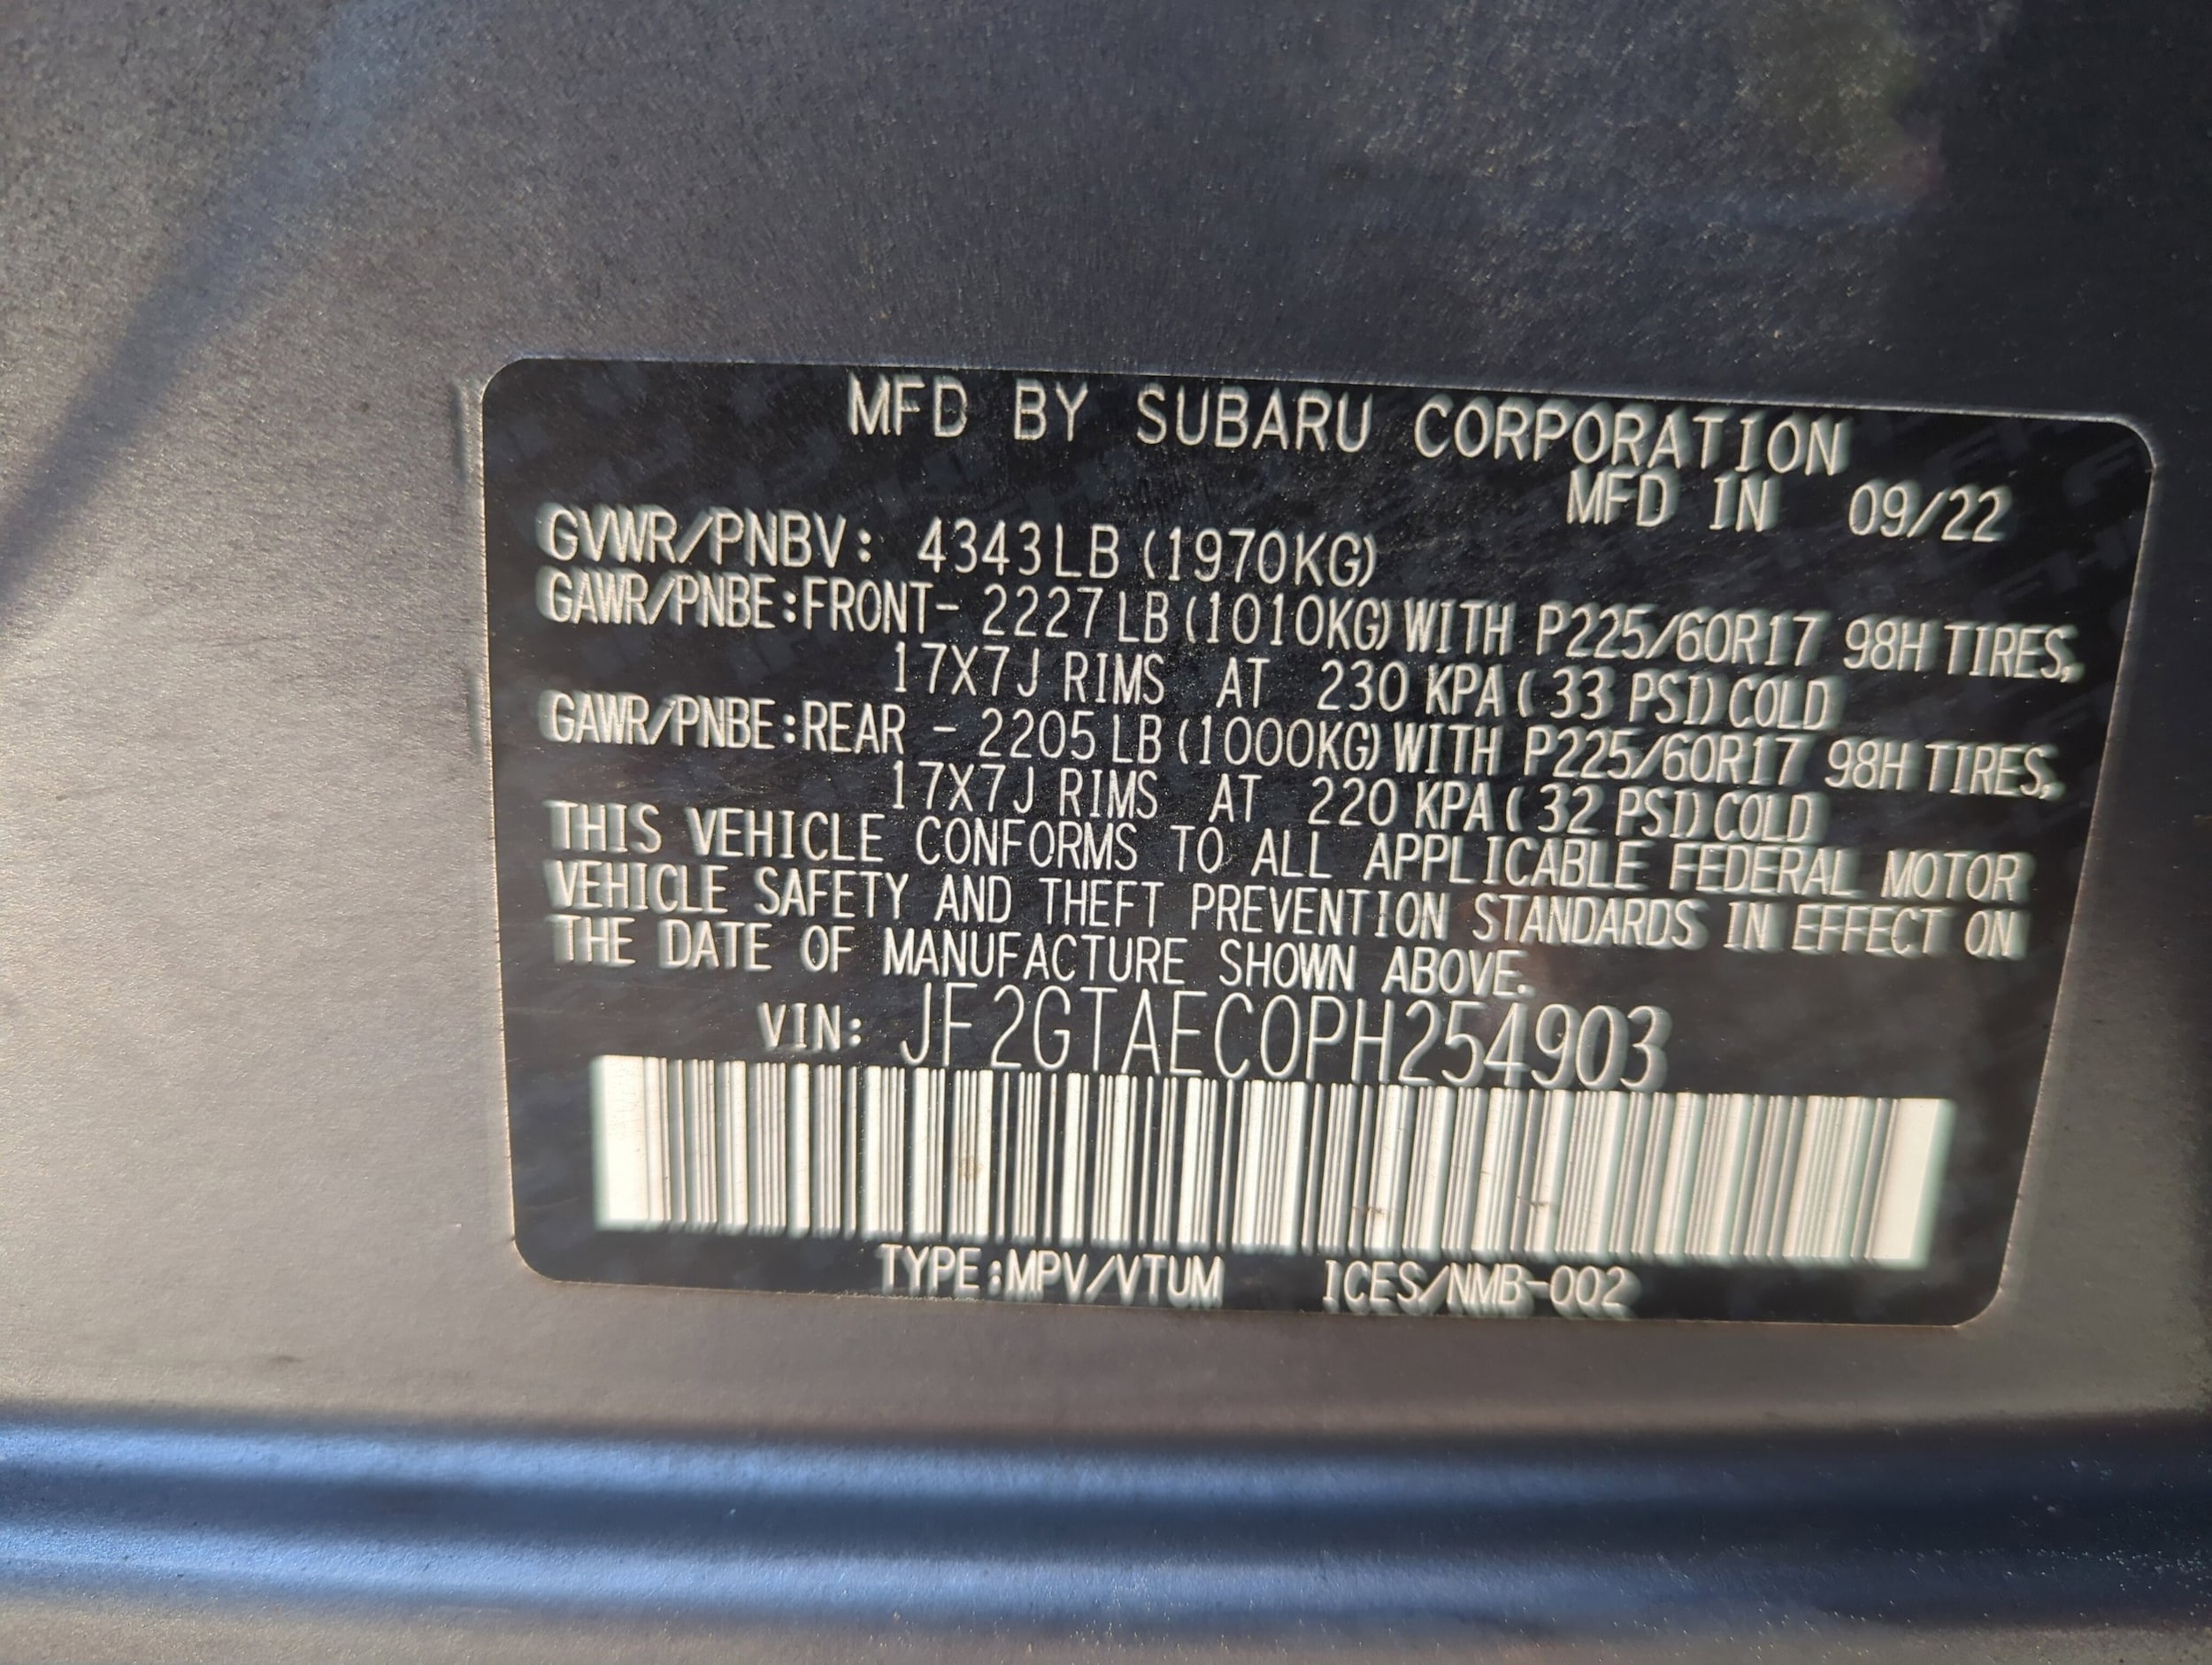 MFD BY SUBARU CORPORATION
MFD IN 09/22
GVWR/PNBV: 4343LB (1970KG)
GAWR/PNBE:FRONT- 2227LB(1010KG)WITH P225/60R17 98H TIRES,
17X7J RIMS AT 230 KPA( 33 PSI)COLD
GAWR/PNBE:REAR - 2205LB(1000KG)WITH P225/60R17 98H TIRES,
17X7J RIMS AT 220 KPA( 32 PSI)COLD
THIS VEHICLE CONFORMS TO ALL APPLICABLE FEDERAL MOTOR
VEHICLE SAFETY AND THEFT PREVENTION STANDARDS IN EFFECT ON
THE DATE OF MANUFACTURE SHOWN ABOVE.
VIN: JF2GTAEC0PH254903
TYPE:MPV/VTUM ICES/NMB-002